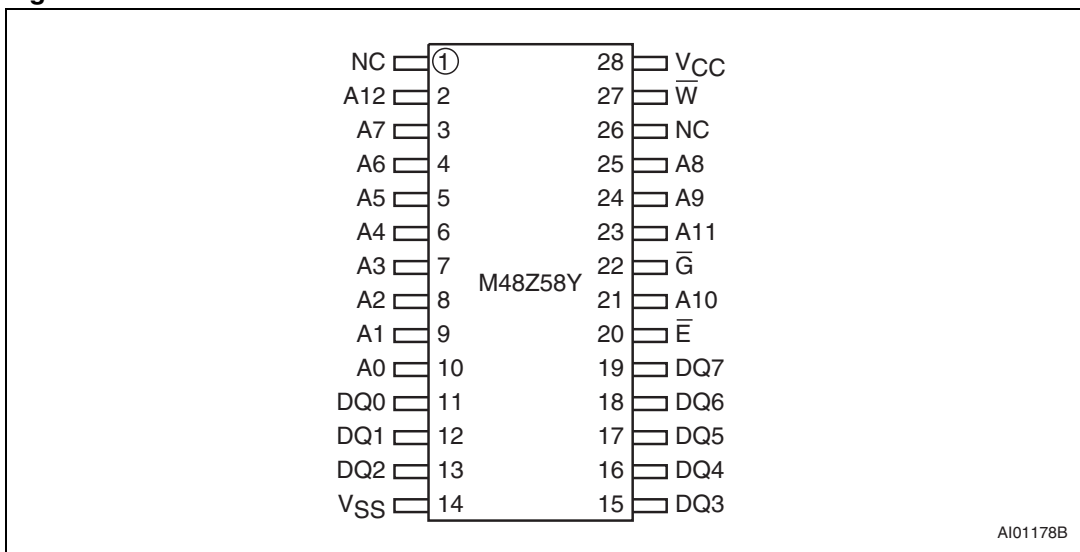 NC 1 28 VCC
A12 2 27 W̅
A7 3 26 NC
A6 4 25 A8
A5 5 24 A9
A4 6 23 A11
A3 7 22 G̅
M48Z58Y
A2 8 21 A10
A1 9 20 E̅
A0 10 19 DQ7
DQ0 11 18 DQ6
DQ1 12 17 DQ5
DQ2 13 16 DQ4
VSS 14 15 DQ3
AI01178B